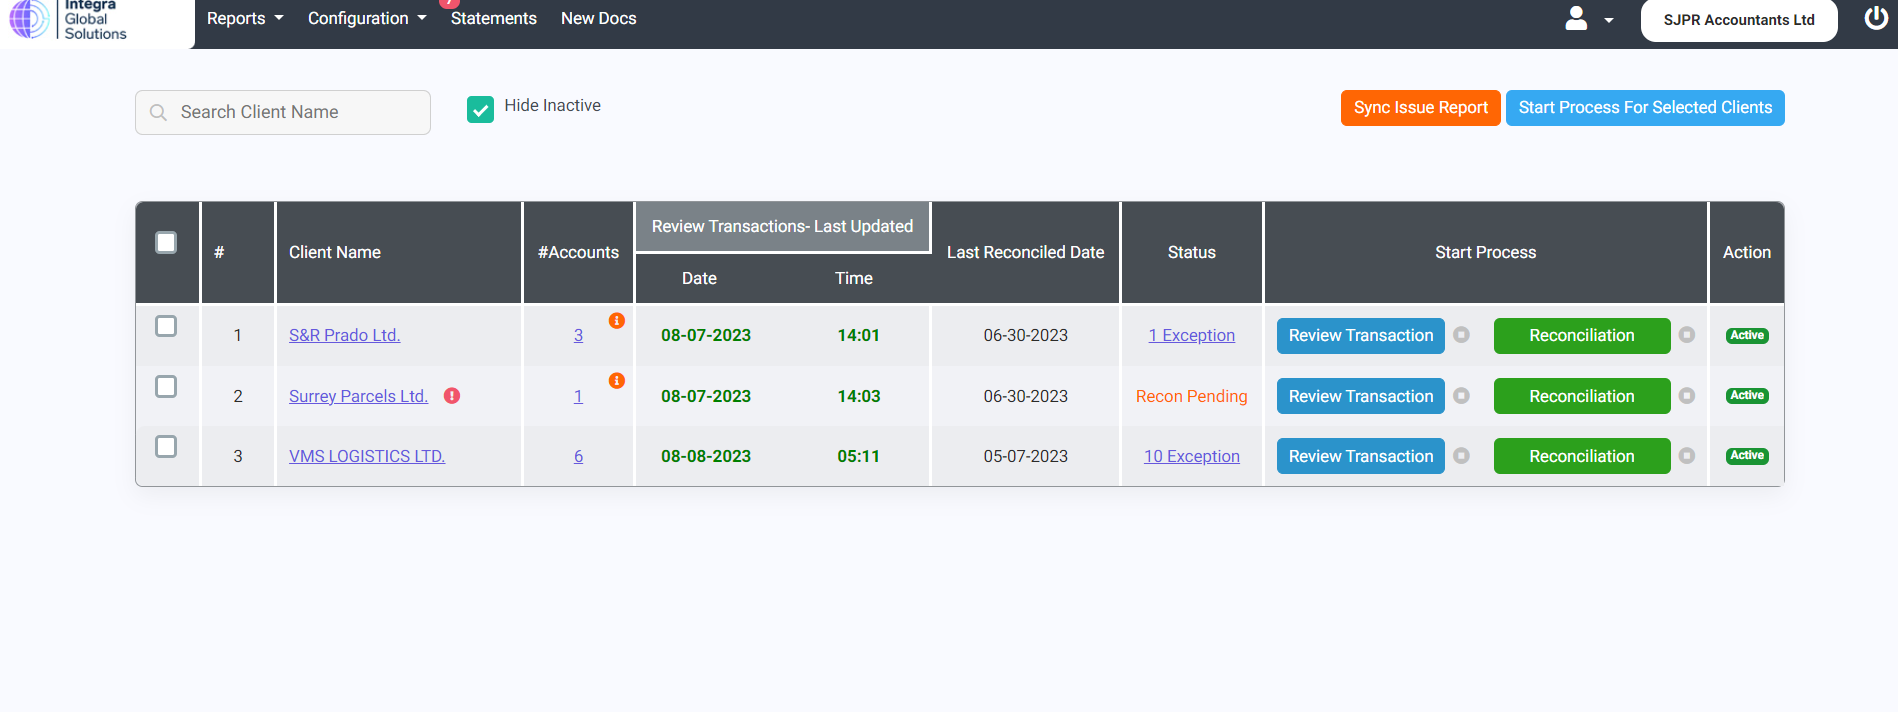 Integra
Global
Solutions
Reports
Configuration
Statements
New Docs
SJPR Accountants Ltd
Search Client Name
Hide Inactive
Sync Issue Report
Start Process For Selected Clients
#
Client Name
#Accounts
Review Transactions- Last Updated
Date
Time
Last Reconciled Date
Status
Start Process
Action
1 S&R Prado Ltd. 3 08-07-2023 14:01 06-30-2023 1 Exception Review Transaction Reconciliation Active
2 Surrey Parcels Ltd. 1 08-07-2023 14:03 06-30-2023 Recon Pending Review Transaction Reconciliation Active
3 VMS LOGISTICS LTD. 6 08-08-2023 05:11 05-07-2023 10 Exception Review Transaction Reconciliation Active